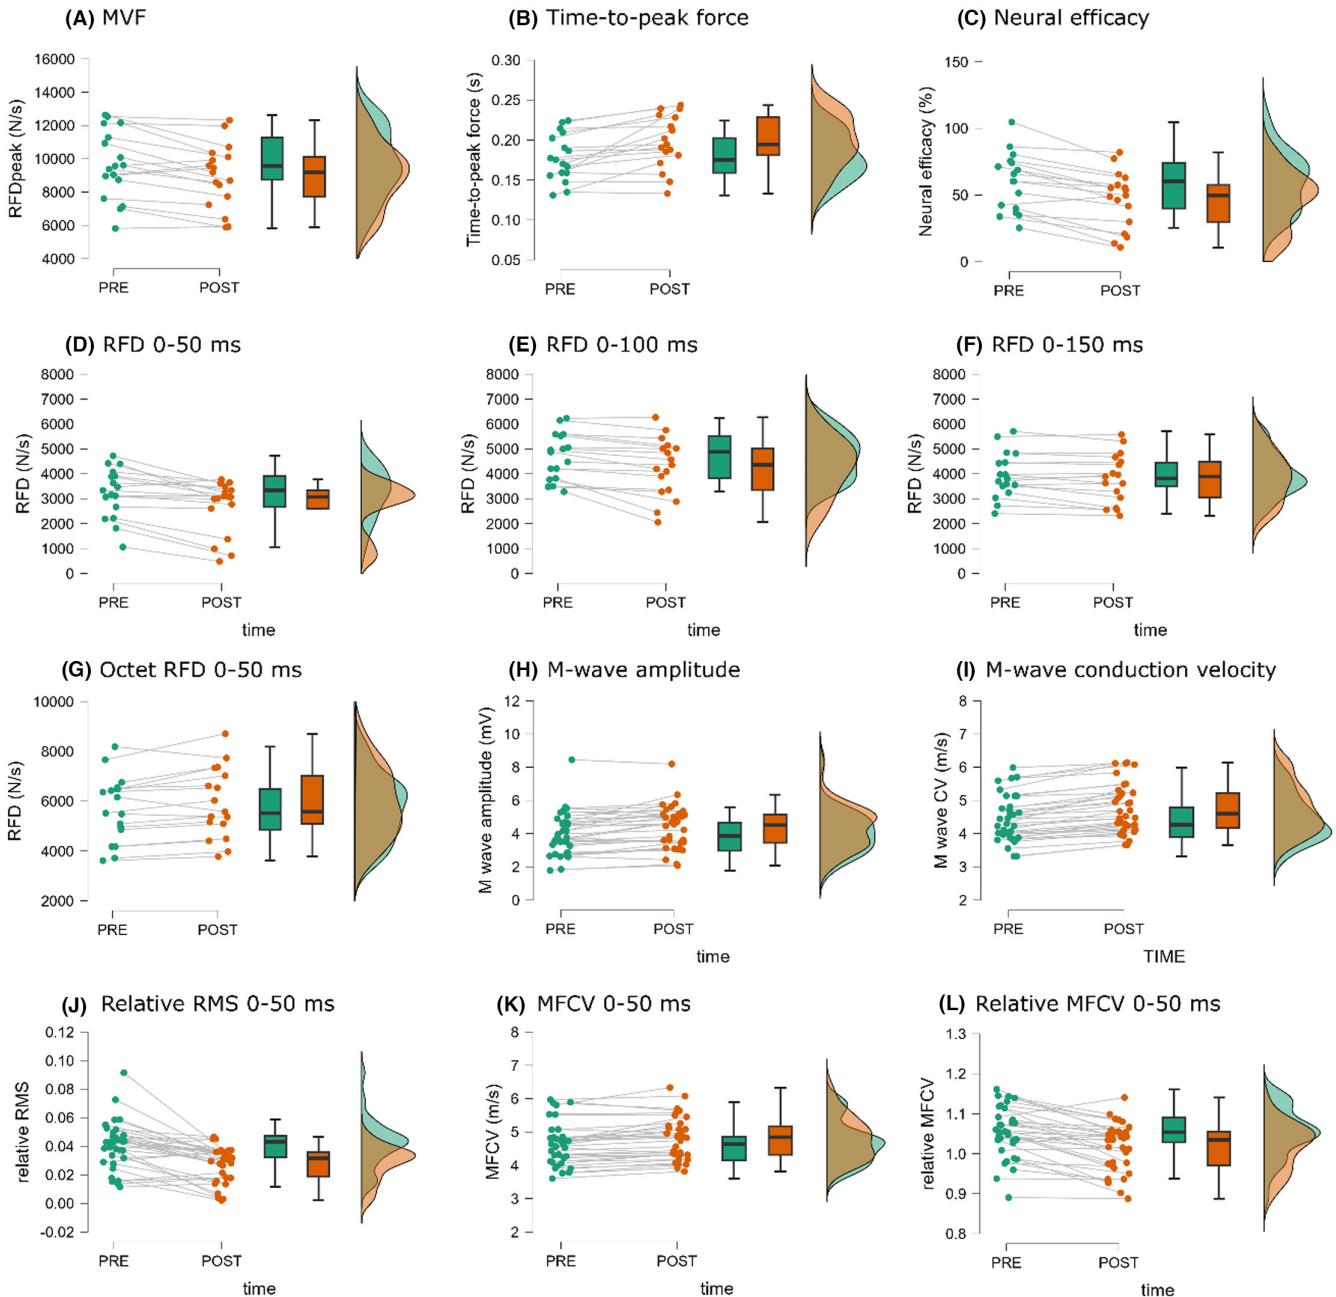 (A) MVF
RFDpeak (N/s)
16000
14000
12000
10000
8000
6000
4000
PRE POST
(B) Time-to-peak force
Time-to-peak force (s)
0.30
0.25
0.20
0.15
0.10
0.05
PRE POST
(C) Neural efficacy
Neural efficacy (%)
150
100
50
0
PRE POST
(D) RFD 0-50 ms
RFD (N/s)
8000
7000
6000
5000
4000
3000
2000
1000
0
PRE POST
time
(E) RFD 0-100 ms
RFD (N/s)
8000
7000
6000
5000
4000
3000
2000
1000
0
PRE POST
time
(F) RFD 0-150 ms
RFD (N/s)
8000
7000
6000
5000
4000
3000
2000
1000
0
PRE POST
time
(G) Octet RFD 0-50 ms
RFD (N/s)
10000
8000
6000
4000
2000
PRE POST
(H) M-wave amplitude
M wave amplitude (mV)
12
10
8
6
4
2
0
PRE POST
time
(I) M-wave conduction velocity
M wave CV (m/s)
8
7
6
5
4
3
2
PRE POST
TIME
(J) Relative RMS 0-50 ms
relative RMS
0.12
0.10
0.08
0.06
0.04
0.02
0.00
-0.02
PRE POST
time
(K) MFCV 0-50 ms
MFCV (m/s)
8
7
6
5
4
3
2
PRE POST
time
(L) Relative MFCV 0-50 ms
relative MFCV
1.3
1.2
1.1
1.0
0.9
0.8
PRE POST
time